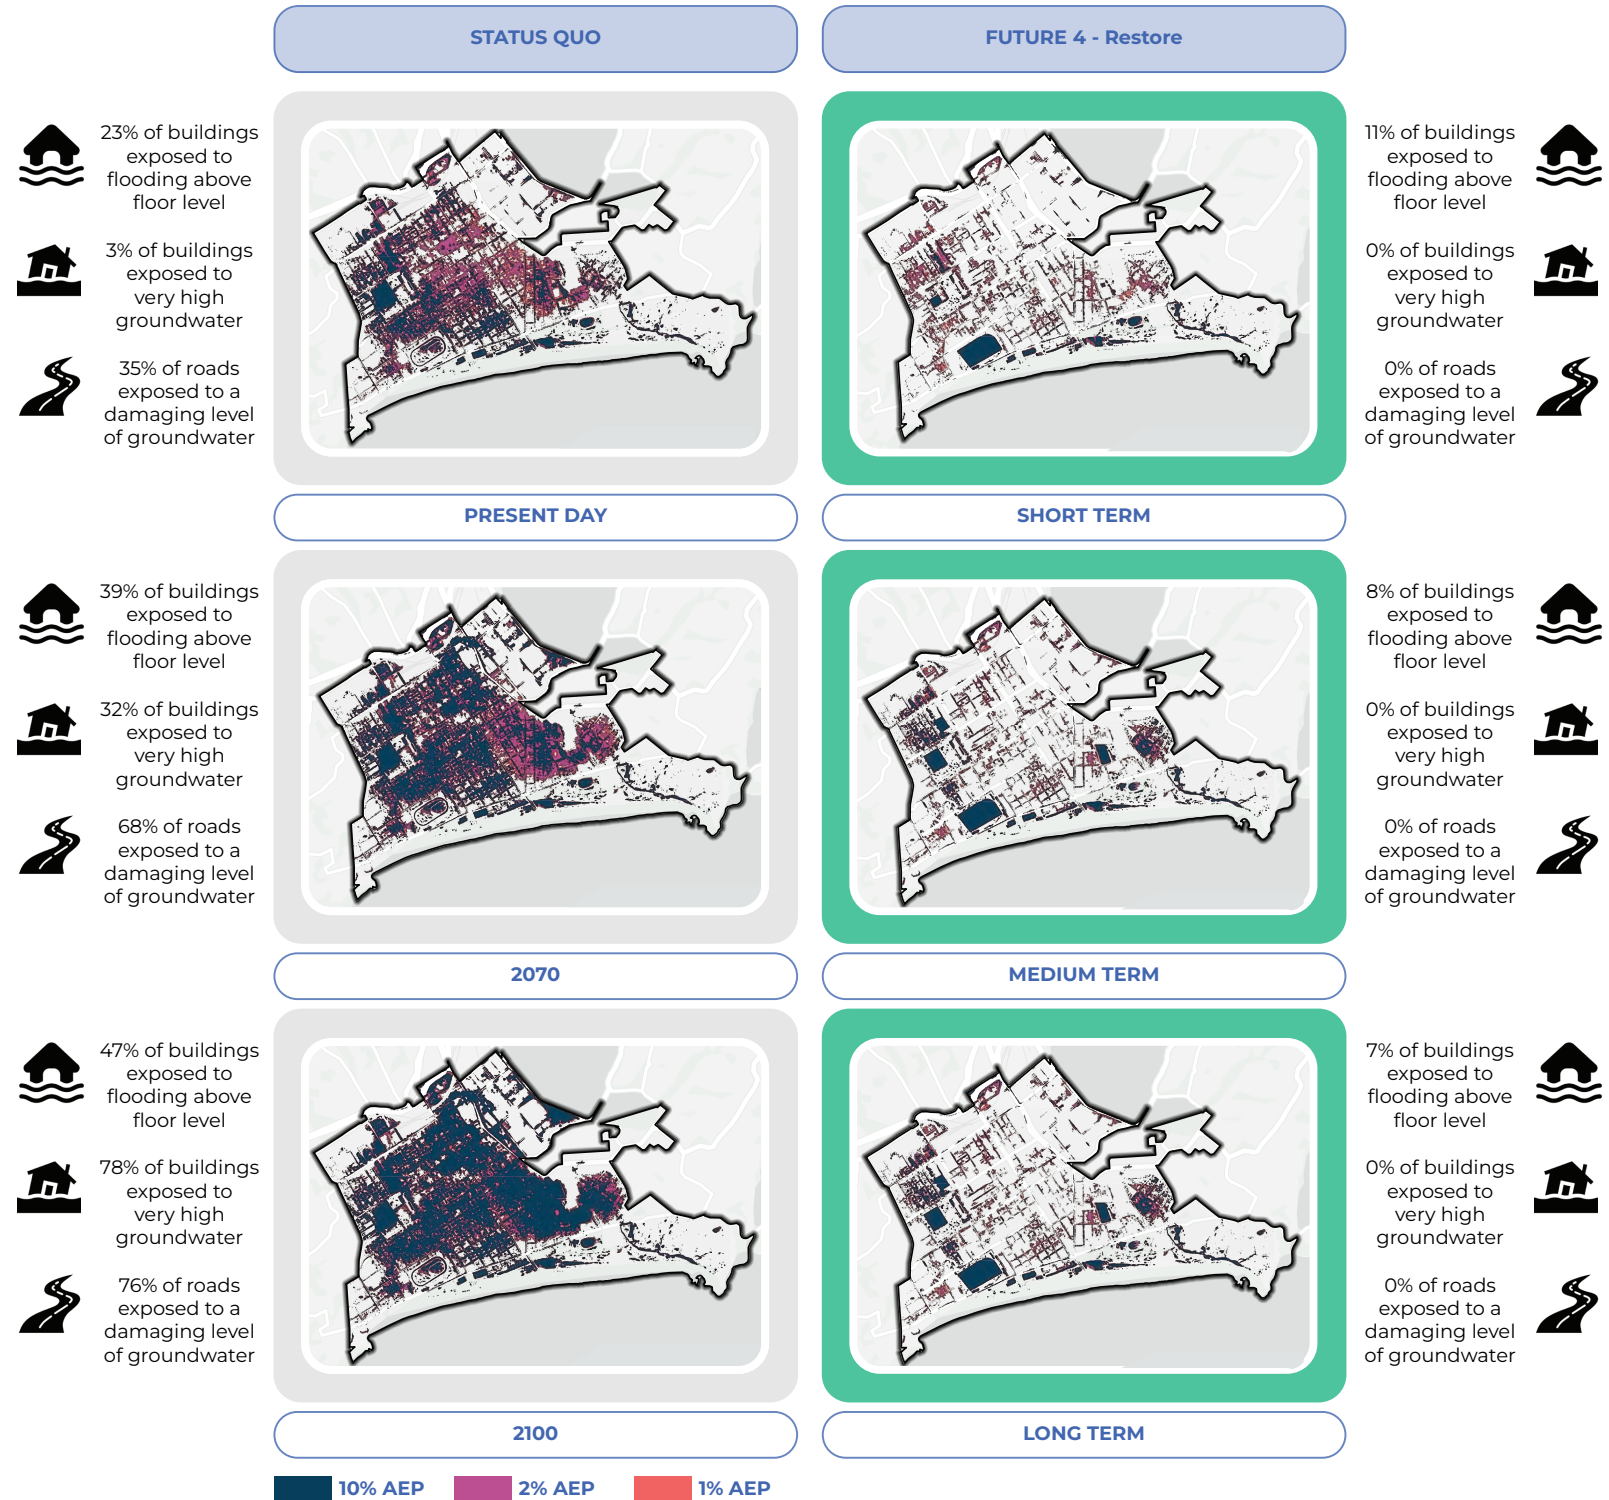 STATUS QUO
FUTURE 4 - Restore
23% of buildings
exposed to
flooding above
floor level
3% of buildings
exposed to
very high
groundwater
35% of roads
exposed to a
damaging level
of groundwater
11% of buildings
exposed to
flooding above
floor level
0% of buildings
exposed to
very high
groundwater
0% of roads
exposed to a
damaging level
of groundwater
PRESENT DAY
SHORT TERM
39% of buildings
exposed to
flooding above
floor level
32% of buildings
exposed to
very high
groundwater
68% of roads
exposed to a
damaging level
of groundwater
8% of buildings
exposed to
flooding above
floor level
0% of buildings
exposed to
very high
groundwater
0% of roads
exposed to a
damaging level
of groundwater
2070
MEDIUM TERM
47% of buildings
exposed to
flooding above
floor level
78% of buildings
exposed to
very high
groundwater
76% of roads
exposed to a
damaging level
of groundwater
7% of buildings
exposed to
flooding above
floor level
0% of buildings
exposed to
very high
groundwater
0% of roads
exposed to a
damaging level
of groundwater
2100
LONG TERM
10% AEP
2% AEP
1% AEP